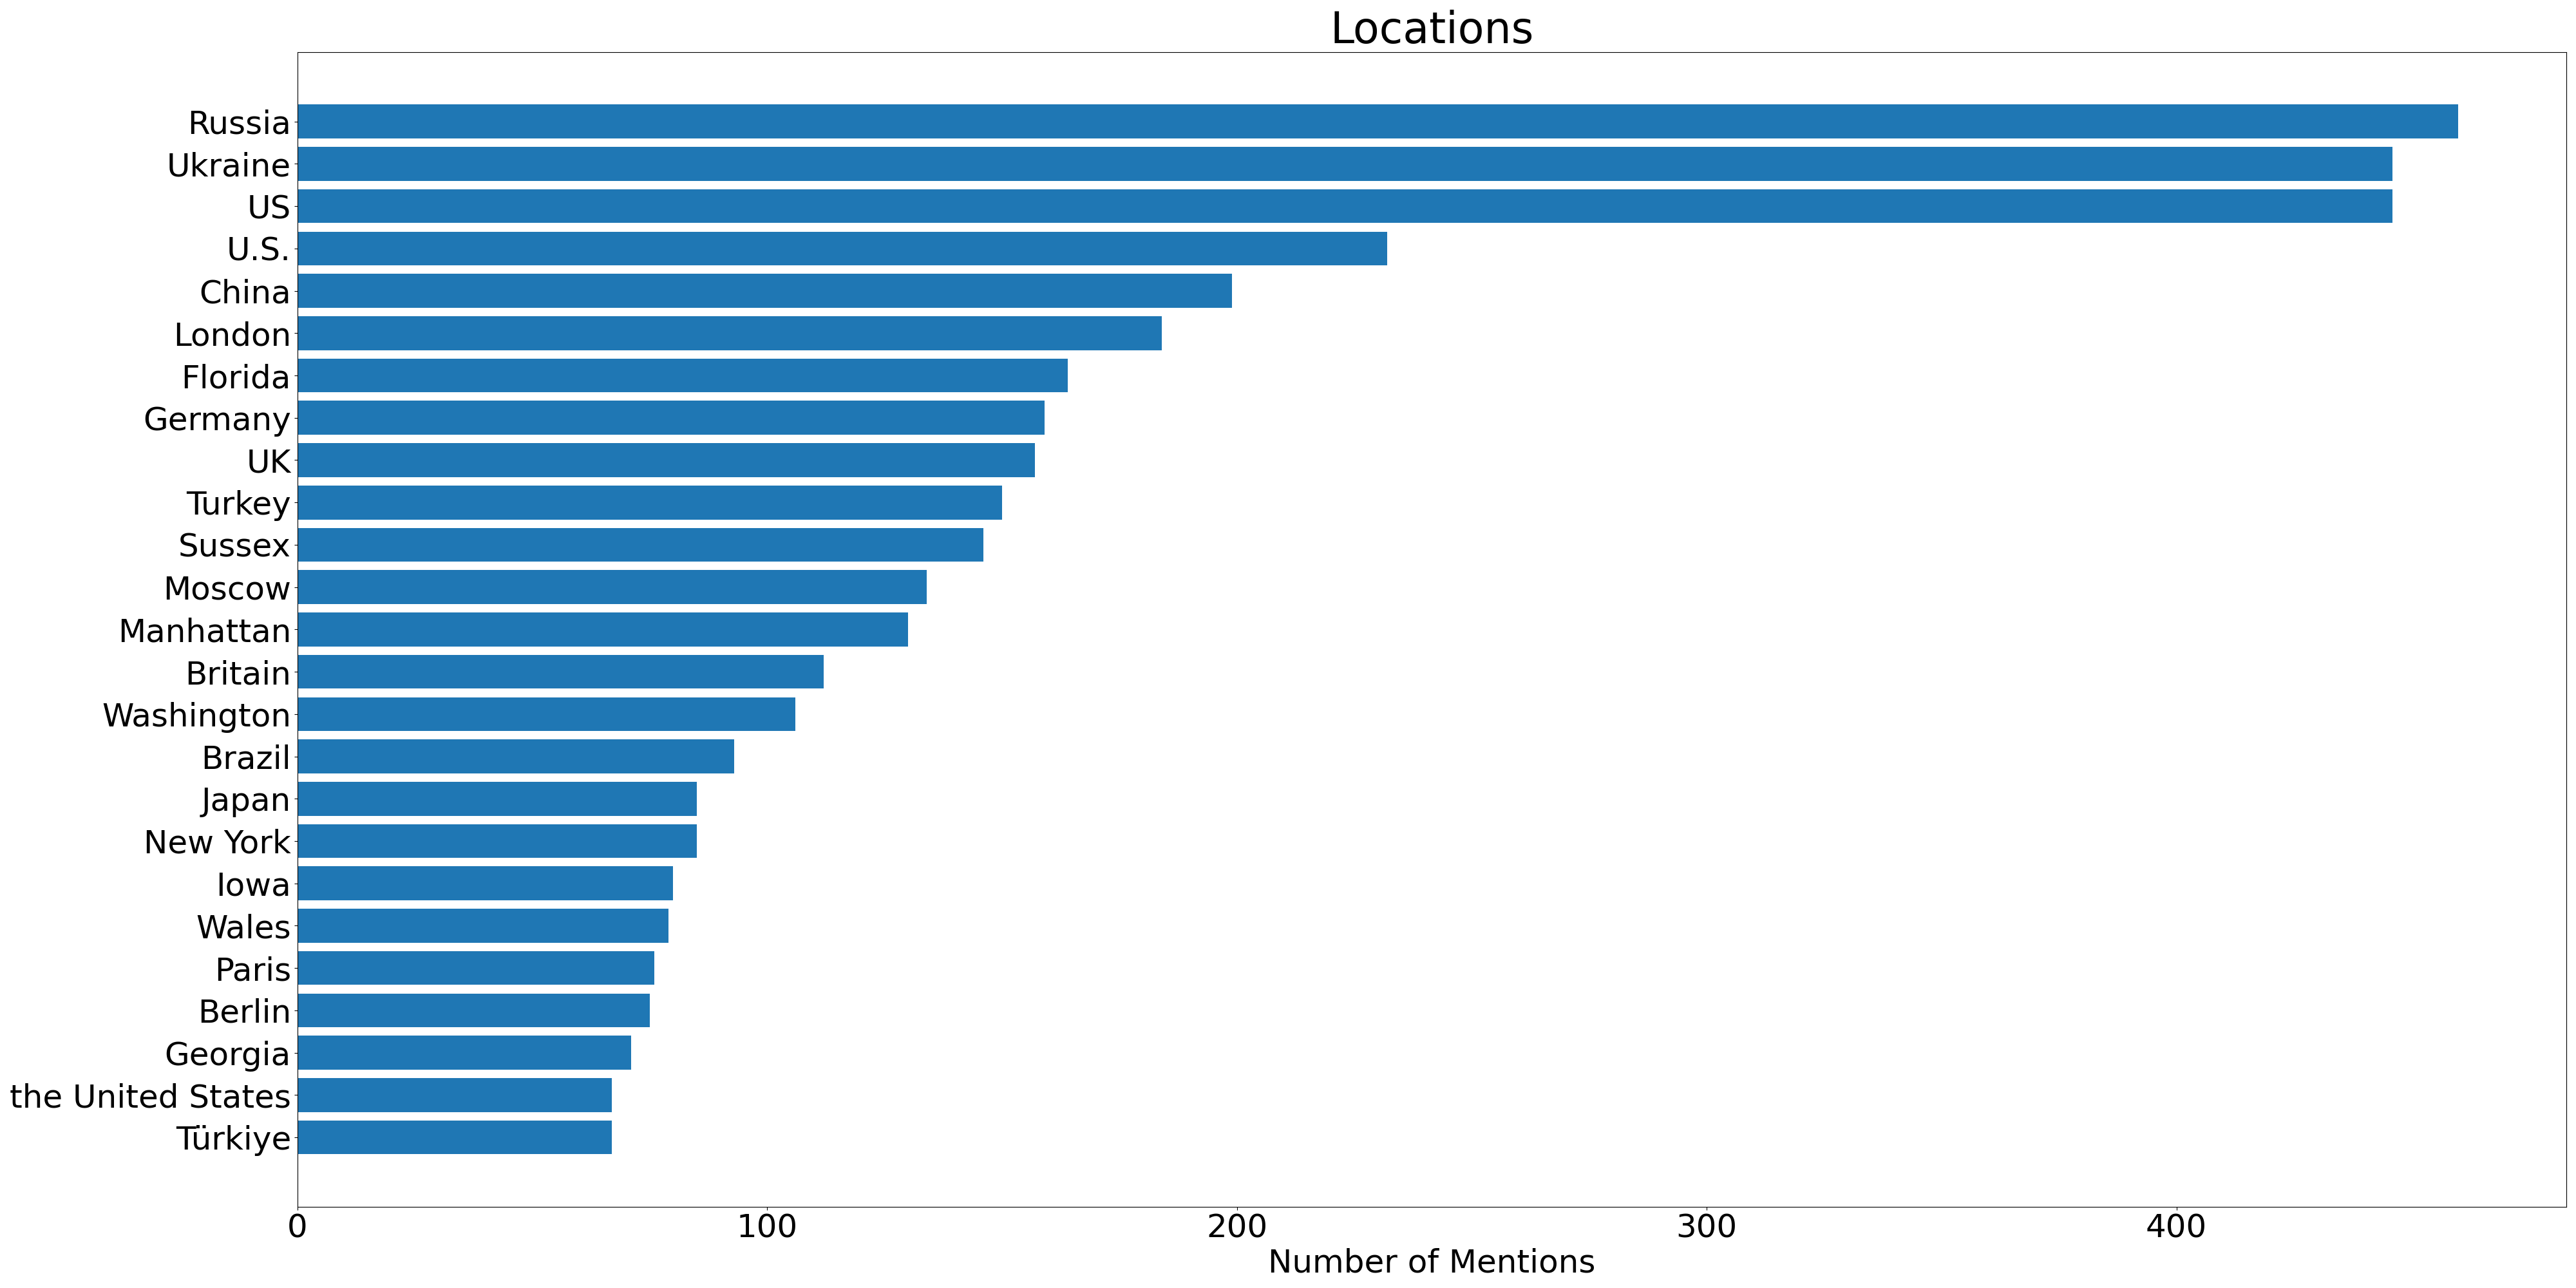 Locations
Russia
Ukraine
US
U.S.
China
London
Florida
Germany
UK
Turkey
Sussex
Moscow
Manhattan
Britain
Washington
Brazil
Japan
New York
Iowa
Wales
Paris
Berlin
Georgia
the United States
Türkiye
0 100 200 300 400
Number of Mentions